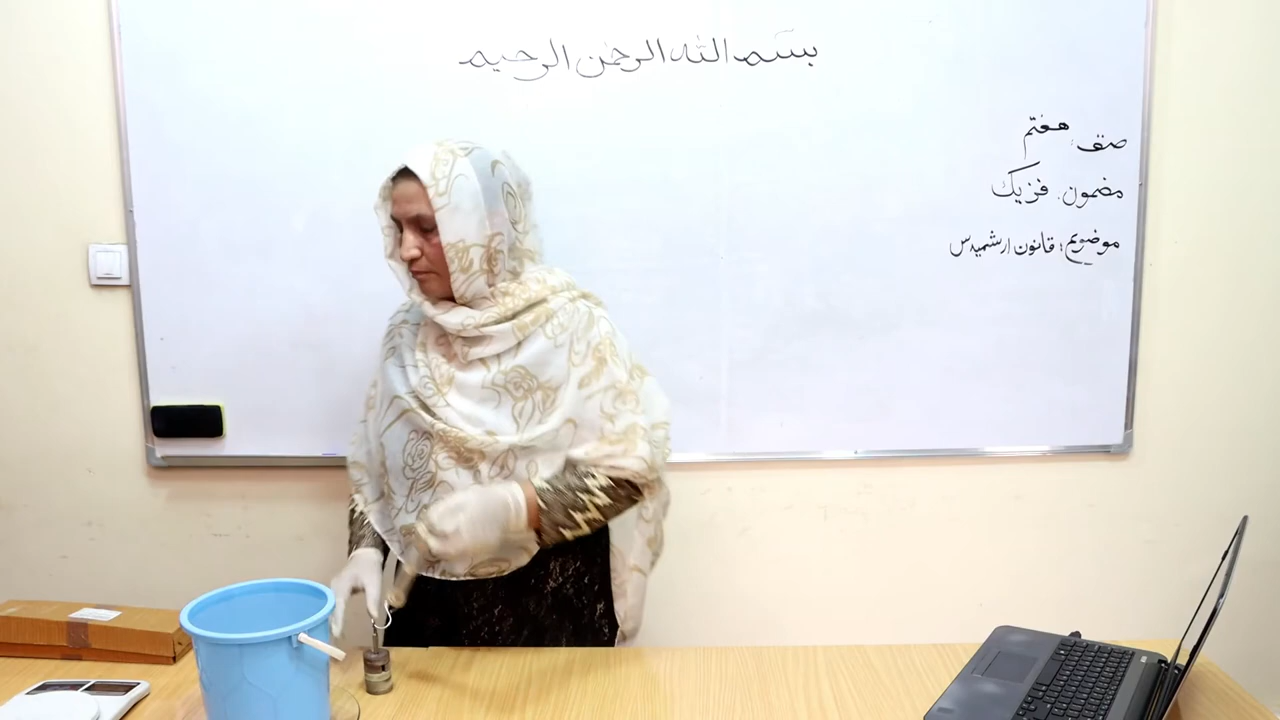 بسم الله الرحمن الرحیم
صنف: هفتم
مضمون: فزیک
موضوع: قانون ارشمیدس